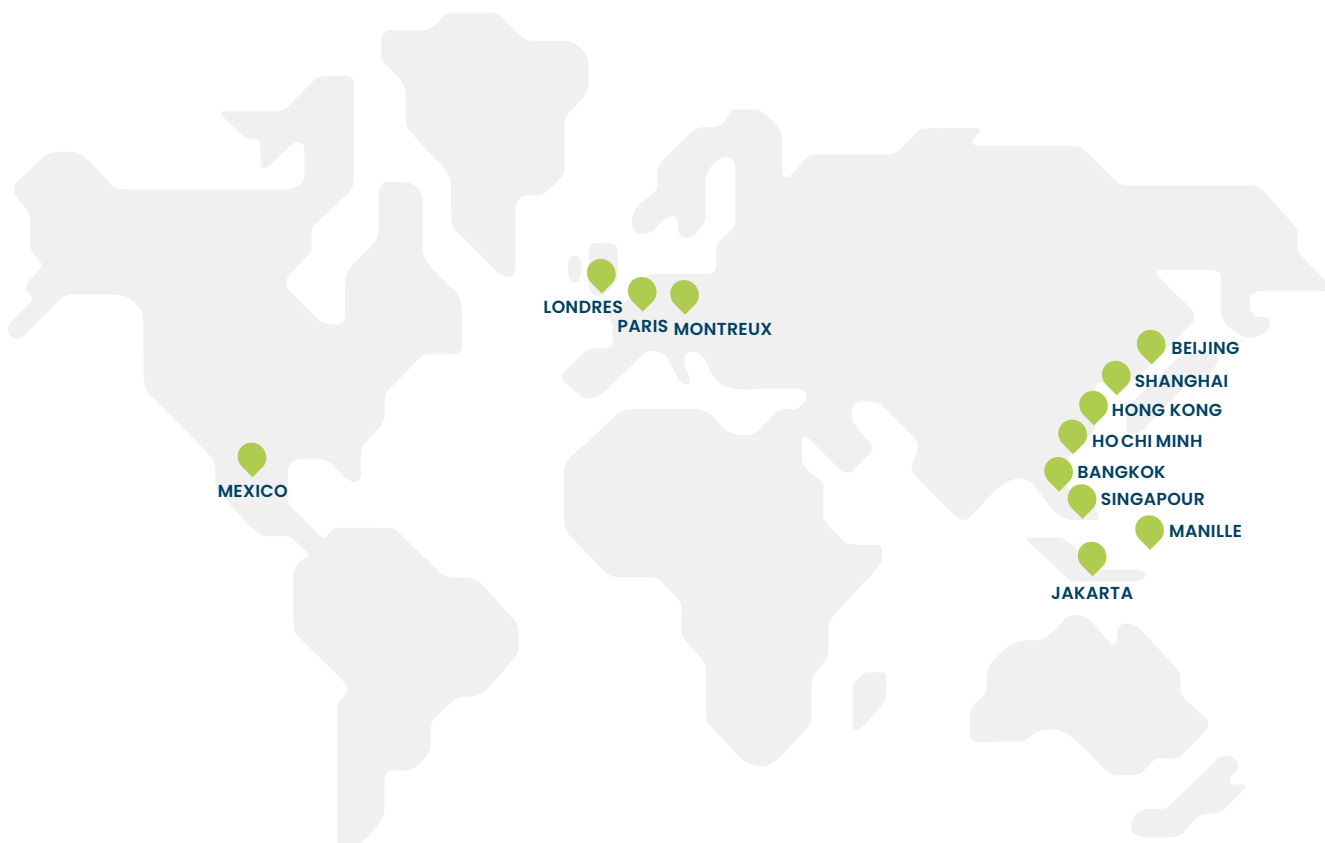 LONDRES
PARIS
MONTREUX
BEIJING
SHANGHAI
HONG KONG
HO CHI MINH
BANGKOK
MEXICO
SINGAPOUR
MANILLE
JAKARTA